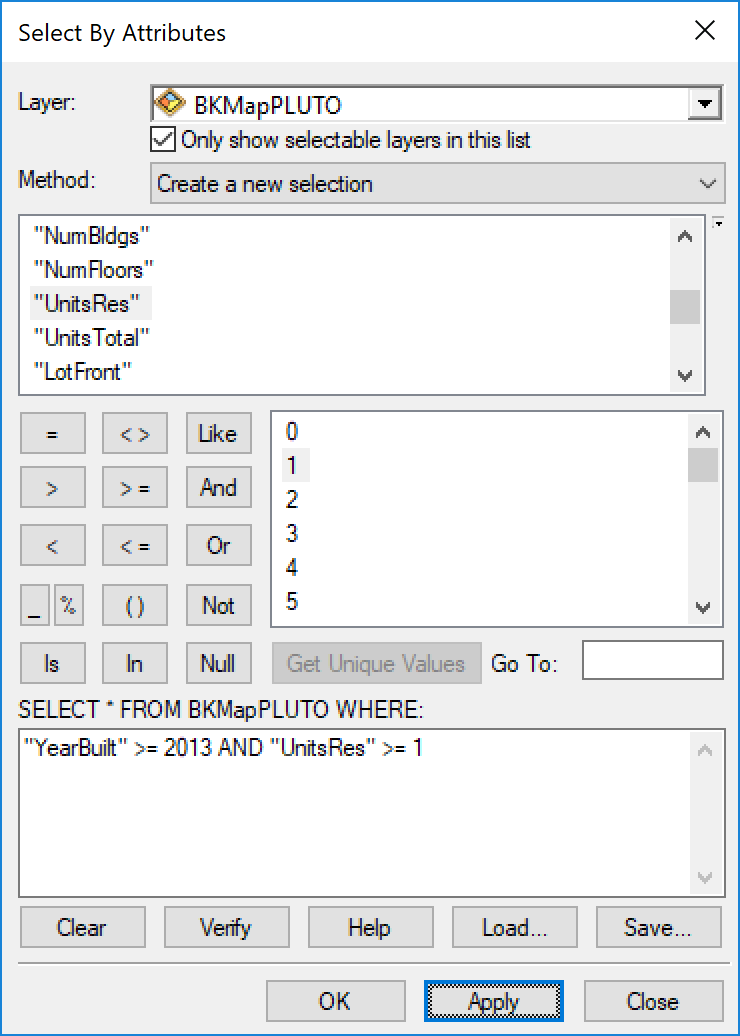 Select By Attributes
Layer:
BKMapPLUTO
Only show selectable layers in this list
Method:
Create a new selection
"NumBldgs"
"NumFloors"
"UnitsRes"
"UnitsTotal"
"LotFront"
= < > Like
> > = And
< < = Or
_ % ( ) Not
Is In Null
0
1
2
3
4
5
Get Unique Values Go To:
SELECT * FROM BKMapPLUTO WHERE:
"YearBuilt" >= 2013 AND "UnitsRes" >= 1
Clear Verify Help Load... Save...
OK Apply Close